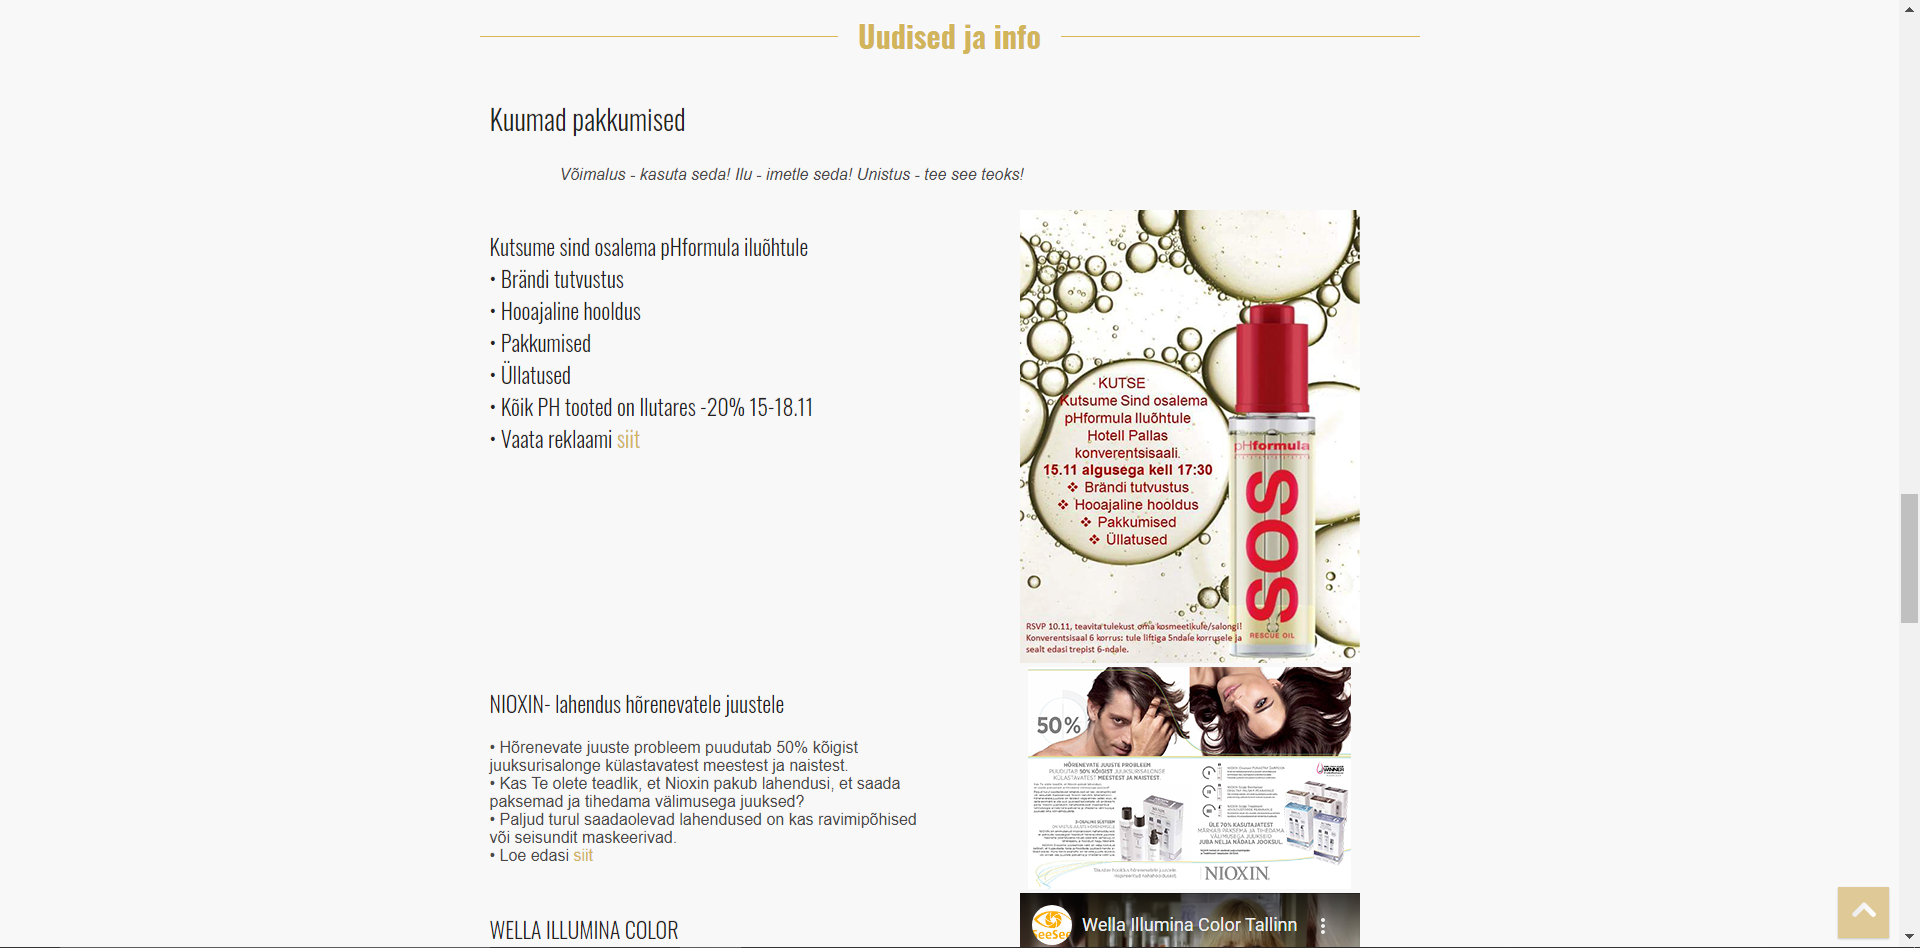 Uudised ja info
Kuumad pakkumised
Võimalus - kasuta seda! Ilu - imetle seda! Unistus - tee see teoks!
Kutsume sind osalema pHformula iluõhtule
• Brändi tutvustus
• Hooajaline hooldus
• Pakkumised
• Üllatused
• Kõik PH tooted on Ilutares -20% 15-18.11
• Vaata reklaami siit
KUTSE
Kutsume Sind osalema
pHformula Iluõhtule
Hotell Pallas
konverentsisaali.
15.11 algusega kell 17:30
❖ Brändi tutvustus
❖ Hooajaline hooldus
❖ Pakkumised
❖ Üllatused
pHformula
SOS
RESCUE OIL
RSVP 10.11, teavita tulekust oma kosmeetikule/salongi!
Konverentsisaal 6 korrus: tule liftiga 5ndale korrusele ja
sealt edasi trepist 6-ndale.
NIOXIN- lahendus hõrenevatele juustele
• Hõrenevate juuste probleem puudutab 50% kõigist
juuksurisalonge külastavatest meestest ja naistest.
• Kas Te olete teadlik, et Nioxin pakub lahendusi, et saada
paksemad ja tihedama välimusega juuksed?
• Paljud turul saadaolevad lahendused on kas ravimipõhised
või seisundit maskeerivad.
• Loe edasi siit
50%
HÕRENEVATE JUUSTE PROBLEEM
PUUDUTAB 50% KÕIGIST JUUKSURISALONGE
KÜLASTAVATEST MEESTEST JA NAISTEST.
ÜLE 70% KASUTAJATEST
MÄRKAS PAKSEMA JA TIHEDAMA
VÄLIMUSEGA JUUKSEID
JUBA NELJA NÄDALA JOOKSUL.
NIOXIN
WELLA ILLUMINA COLOR
SeeSee
Wella Illumina Color Tallinn